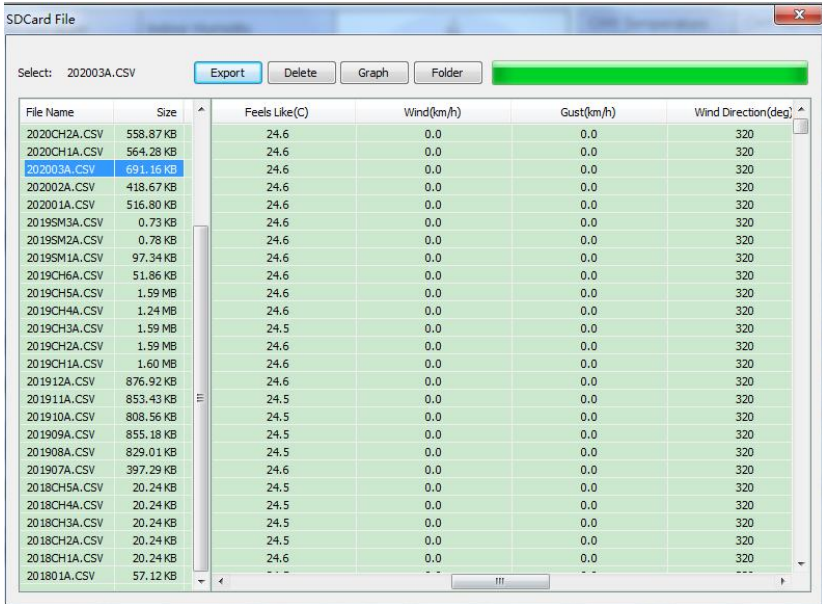 SDCard File
Select: 202003A.CSV Export Delete Graph Folder
File Name Size Feels Like(C) Wind(km/h) Gust(km/h) Wind Direction(deg)
2020CH2A.CSV 558.87 KB 24.6 0.0 0.0 320
2020CH1A.CSV 564.28 KB 24.6 0.0 0.0 320
202003A.CSV 691.16 KB 24.6 0.0 0.0 320
202002A.CSV 418.67 KB 24.6 0.0 0.0 320
202001A.CSV 516.80 KB 24.6 0.0 0.0 320
2019SM3A.CSV 0.73 KB 24.6 0.0 0.0 320
2019SM2A.CSV 0.78 KB 24.6 0.0 0.0 320
2019SM1A.CSV 97.34 KB 24.6 0.0 0.0 320
2019CH6A.CSV 51.86 KB 24.6 0.0 0.0 320
2019CH5A.CSV 1.59 MB 24.6 0.0 0.0 320
2019CH4A.CSV 1.24 MB 24.6 0.0 0.0 320
2019CH3A.CSV 1.59 MB 24.5 0.0 0.0 320
2019CH2A.CSV 1.59 MB 24.6 0.0 0.0 320
2019CH1A.CSV 1.60 MB 24.6 0.0 0.0 320
201912A.CSV 876.92 KB 24.6 0.0 0.0 320
201911A.CSV 853.43 KB 24.5 0.0 0.0 320
201910A.CSV 808.56 KB 24.5 0.0 0.0 320
201909A.CSV 855.18 KB 24.5 0.0 0.0 320
201908A.CSV 829.01 KB 24.5 0.0 0.0 320
201907A.CSV 397.29 KB 24.6 0.0 0.0 320
2018CH5A.CSV 20.24 KB 24.5 0.0 0.0 320
2018CH4A.CSV 20.24 KB 24.5 0.0 0.0 320
2018CH3A.CSV 20.24 KB 24.5 0.0 0.0 320
2018CH2A.CSV 20.24 KB 24.5 0.0 0.0 320
2018CH1A.CSV 20.24 KB 24.6 0.0 0.0 320
201801A.CSV 57.12 KB